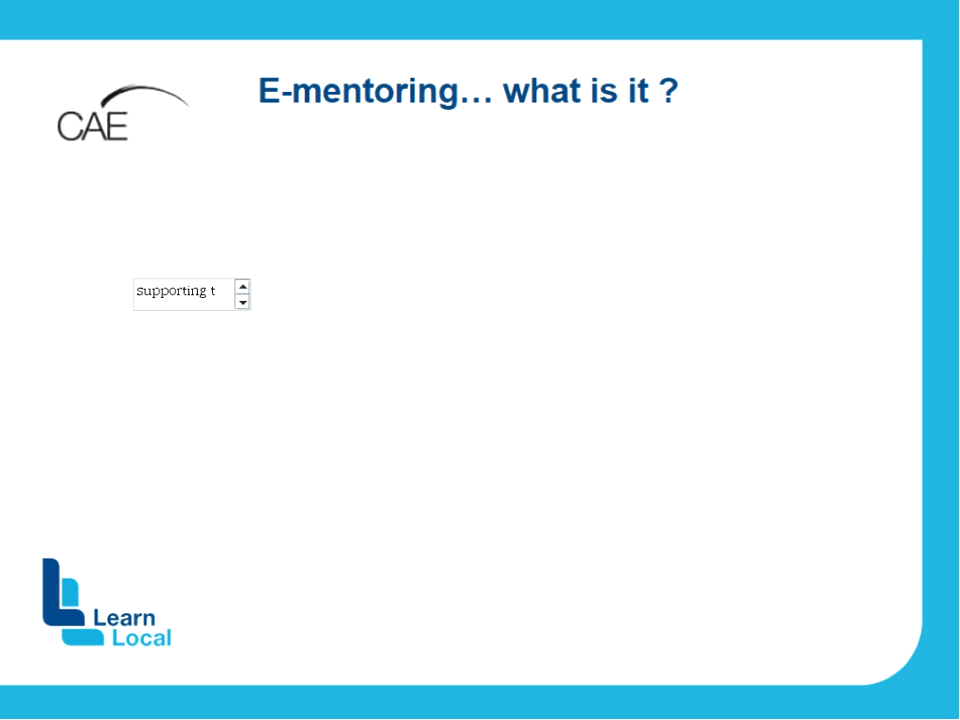 E-mentoring… what is it ?
CAE
supporting t
Learn
Local